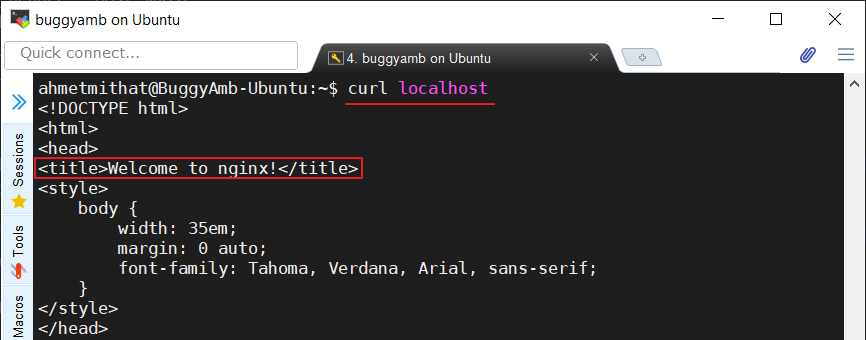 buggyamb on Ubuntu
Quick connect...
4. buggyamb on Ubuntu
ahmetmithat@BuggyAmb-Ubuntu:~$ curl localhost
<!DOCTYPE html>
<html>
<head>
<title>Welcome to nginx!</title>
<style>
    body {
        width: 35em;
        margin: 0 auto;
        font-family: Tahoma, Verdana, Arial, sans-serif;
    }
</style>
</head>
Sessions
Tools
Macros